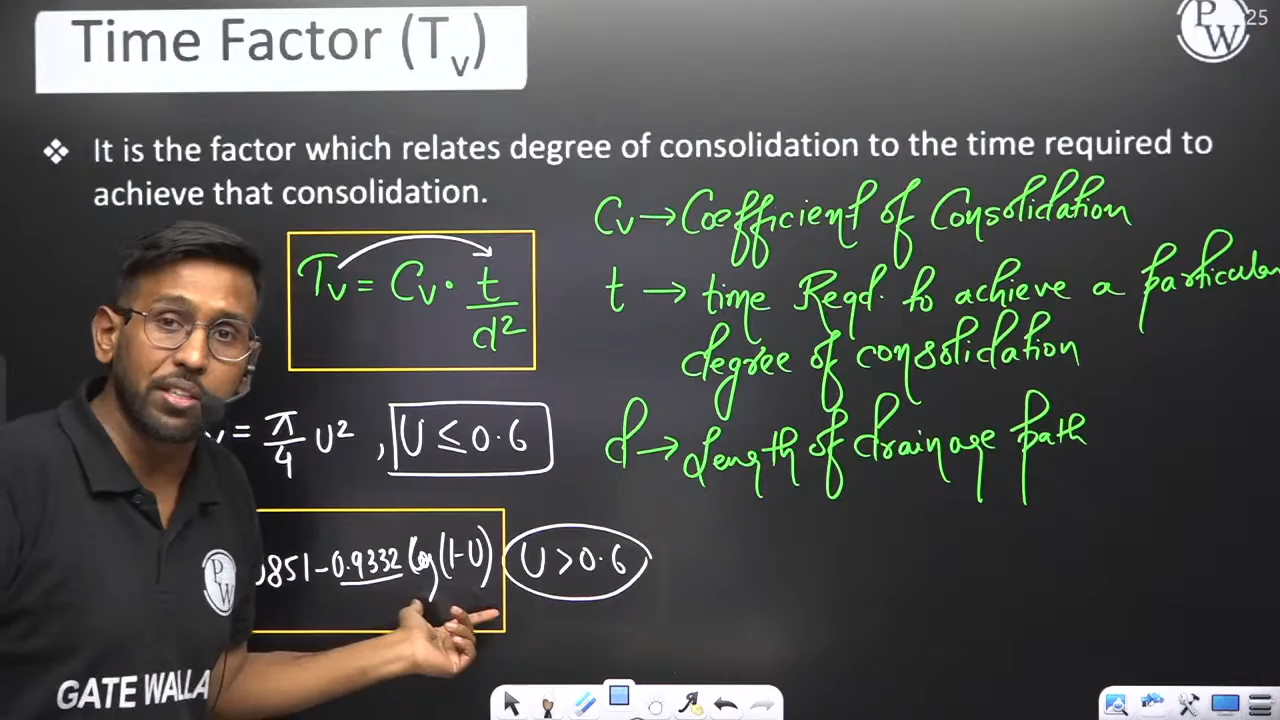 Time Factor (Tv)
PW
25
❖ It is the factor which relates degree of consolidation to the time required to
achieve that consolidation.
Tv = Cv · t/d²
Cv → Coefficient of Consolidation
t → time Reqd. to achieve a particular
degree of consolidation
d → Length of drainage path
v = π/4 U² , U ≤ 0.6
851 - 0.9332 log(1-U) U > 0.6
PW
GATE WALLA